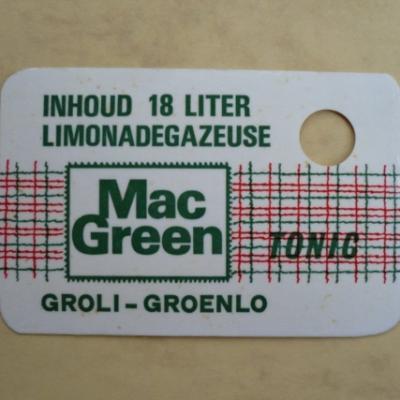 INHOUD 18 LITER
LIMONADEGAZEUSE
Mac
Green
TONIC
GROLI-GROENLO